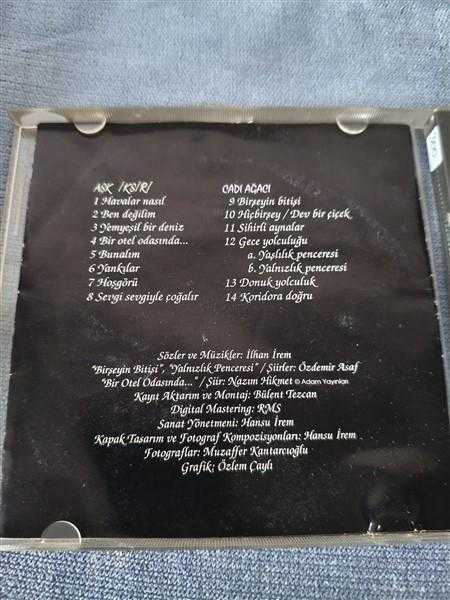 AŞK İKSİRİ
1 Havalar nasıl
2 Ben değilim
3 Yemyeşil bir deniz
4 Bir otel odasında...
5 Bunalım
6 Yankılar
7 Hoşgörü
8 Sevgi sevgiyle çoğalır
CADI AĞACI
9 Birşeyin bitişi
10 Hiçbirşey / Dev bir çiçek
11 Sihirli aynalar
12 Gece yolculuğu
a. Yaşlılık penceresi
b. Yalnızlık penceresi
13 Donuk yolculuk
14 Koridora doğru
Sözler ve Müzikler: İlhan İrem
"Birşeyin Bitişi", "Yalnızlık Penceresi" / Şiirler: Özdemir Asaf
"Bir Otel Odasında..." / Şiir: Nazım Hikmet © Adam Yayınları
Kayıt Aktarım ve Montaj: Bülent Tezcan
Digital Mastering: RMS
Sanat Yönetmeni: Hansu İrem
Kapak Tasarım ve Fotograf Kompozisyonları: Hansu İrem
Fotograflar: Muzaffer Kantarcıoğlu
Grafik: Özlem Çaylı